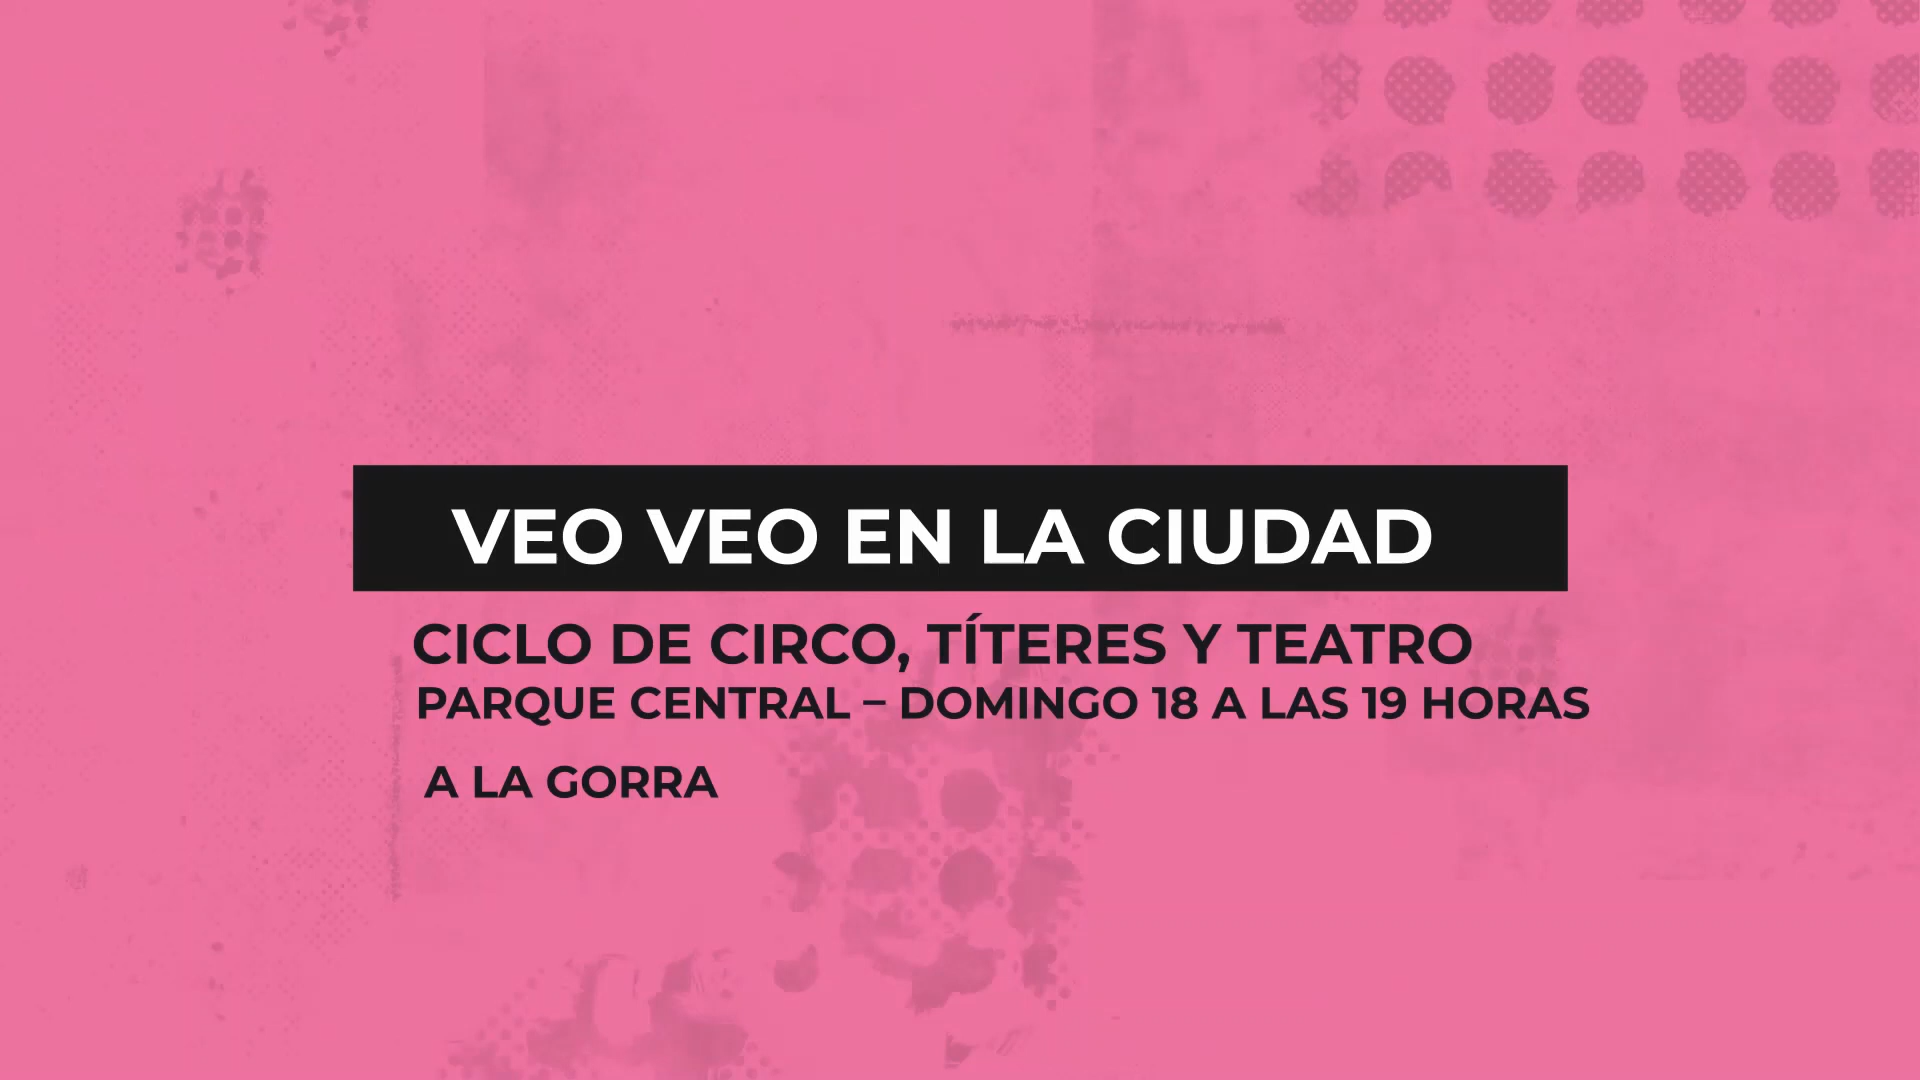 VEO VEO EN LA CIUDAD
CICLO DE CIRCO, TÍTERES Y TEATRO
PARQUE CENTRAL – DOMINGO 18 A LAS 19 HORAS
A LA GORRA